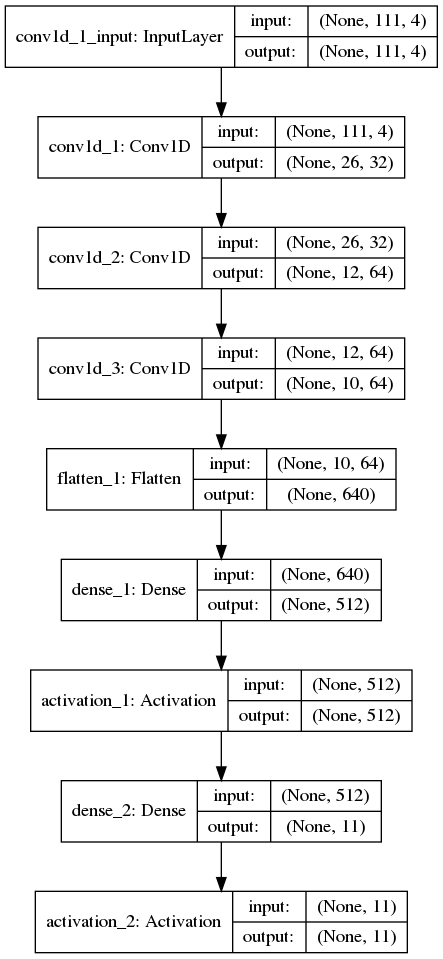 conv1d_1_input: InputLayer
input: (None, 111, 4)
output: (None, 111, 4)
conv1d_1: Conv1D
input: (None, 111, 4)
output: (None, 26, 32)
conv1d_2: Conv1D
input: (None, 26, 32)
output: (None, 12, 64)
conv1d_3: Conv1D
input: (None, 12, 64)
output: (None, 10, 64)
flatten_1: Flatten
input: (None, 10, 64)
output: (None, 640)
dense_1: Dense
input: (None, 640)
output: (None, 512)
activation_1: Activation
input: (None, 512)
output: (None, 512)
dense_2: Dense
input: (None, 512)
output: (None, 11)
activation_2: Activation
input: (None, 11)
output: (None, 11)